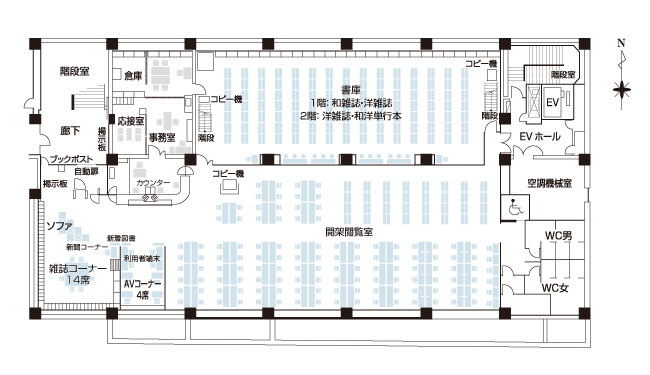 N
階段室
倉庫
コピー機
書庫
1階：和雑誌・洋雑誌
2階：洋雑誌・和洋単行本
コピー機
階段室
EV
廊下
掲示板
応接室
事務室
コピー機
階段
階段
EVホール
ブックポスト
自動扉
掲示板
カウンター
コピー機
空調機械室
ソファ
新聞コーナー
新着図書
利用者端末
開架閲覧室
雑誌コーナー
14席
AVコーナー
4席
WC男
WC女